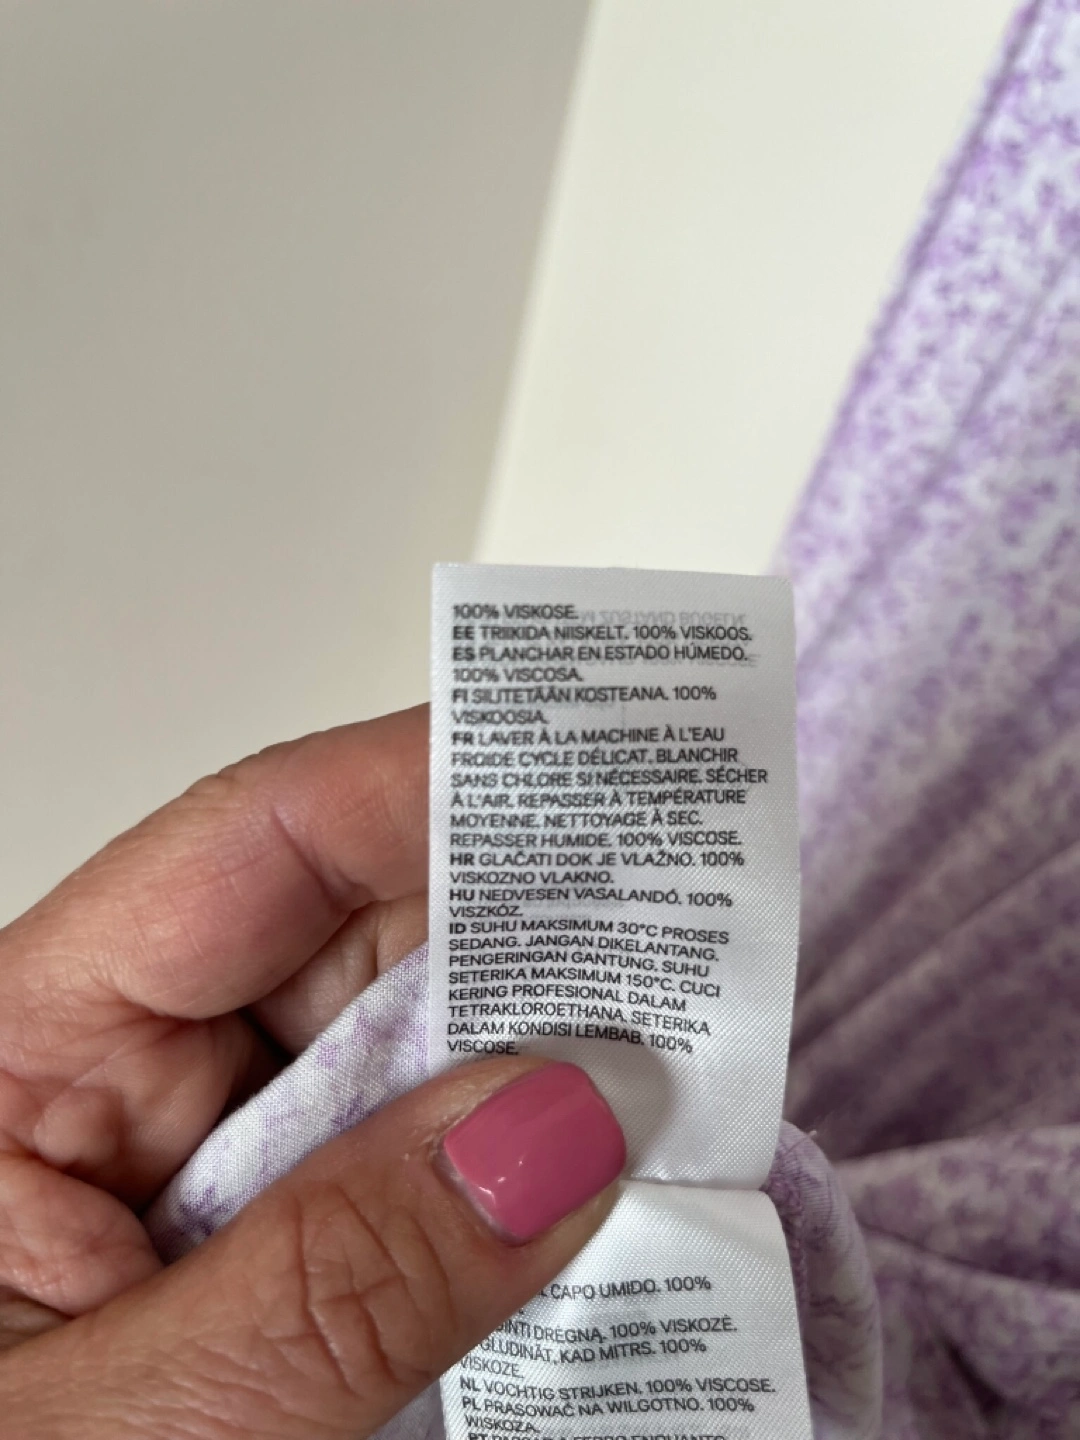 100% VISKOSE.
EE TRIIKIDA NIISKELT. 100% VISKOOS.
ES PLANCHAR EN ESTADO HÚMEDO.
100% VISCOSA.
FI SILITETÄÄN KOSTEANA. 100%
VISKOOSIA.
FR LAVER À LA MACHINE À L'EAU
FROIDE CYCLE DÉLICAT. BLANCHIR
SANS CHLORE SI NÉCESSAIRE. SÉCHER
À L'AIR. REPASSER À TEMPÉRATURE
MOYENNE. NETTOYAGE À SEC.
REPASSER HUMIDE. 100% VISCOSE.
HR GLAČATI DOK JE VLAŽNO. 100%
VISKOZNO VLAKNO.
HU NEDVESEN VASALANDÓ. 100%
VISZKÓZ.
ID SUHU MAKSIMUM 30°C PROSES
SEDANG. JANGAN DIKELANTANG.
PENGERINGAN GANTUNG. SUHU
SETERIKA MAKSIMUM 150°C. CUCI
KERING PROFESIONAL DALAM
TETRAKLOROETHANA. SETERIKA
DALAM KONDISI LEMBAB. 100%
VISCOSE.
CAPO UMIDO. 100%
DRĖGNĄ. 100% VISKOZĖ.
GLUDINĀT, KAD MITRS. 100%
VISKOZE.
NL VOCHTIG STRIJKEN. 100% VISCOSE.
PL PRASOWAĆ NA WILGOTNO. 100%
WISKOZA.
PT PASSAR A FERRO ENQUANTO